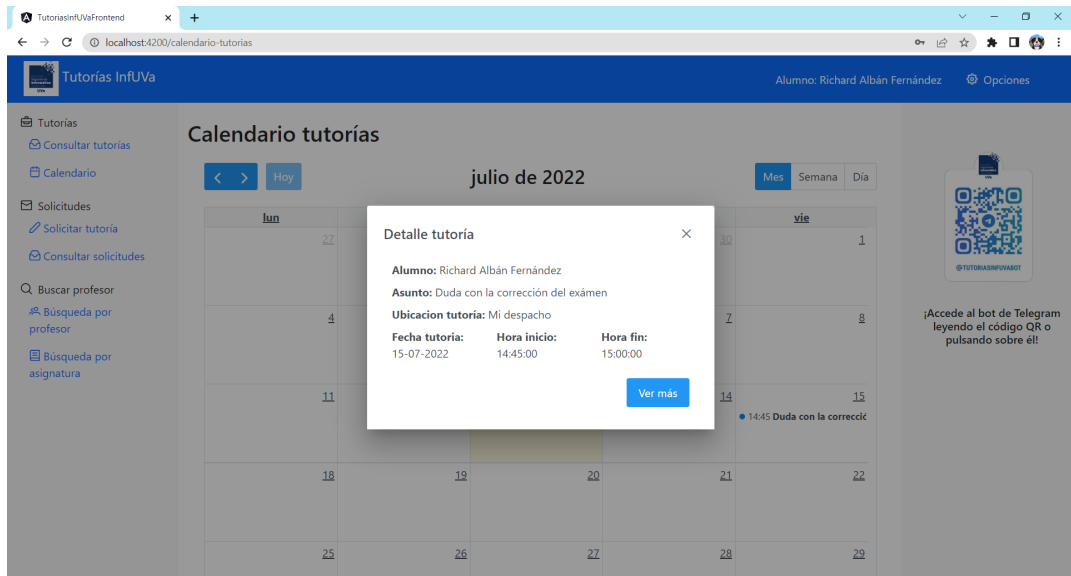 TutoriasInfUVaFrontend
localhost:4200/calendario-tutorias
Tutorías InfUVa
Alumno: Richard Albán Fernández
Opciones
Tutorías
Consultar tutorías
Calendario
Solicitudes
Solicitar tutoría
Consultar solicitudes
Buscar profesor
Búsqueda por
profesor
Búsqueda por
asignatura
Calendario tutorías
Hoy
julio de 2022
Mes Semana Día
lun vie
27 30 1
4 7 8
11 14 15
14:45 Duda con la correcció
18 19 20 21 22
25 26 27 28 29
Detalle tutoría
Alumno: Richard Albán Fernández
Asunto: Duda con la corrección del exámen
Ubicacion tutoría: Mi despacho
Fecha tutoria: Hora inicio: Hora fin:
15-07-2022 14:45:00 15:00:00
Ver más
UVa
@TUTORIASINFUVABOT
¡Accede al bot de Telegram
leyendo el código QR o
pulsando sobre él!